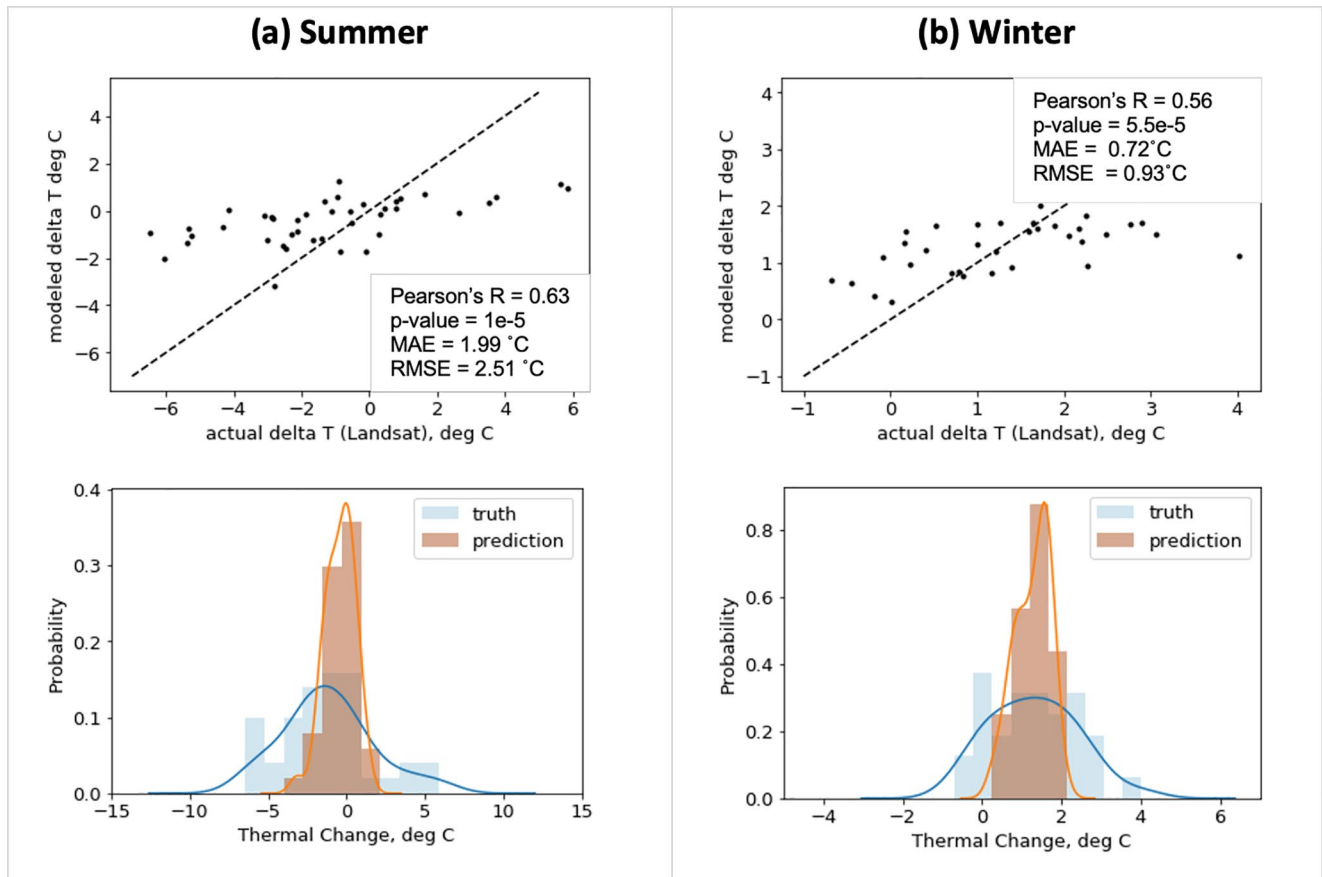 (a) Summer
4
2
0
−2
−4
−6
modeled delta T deg C
Pearson's R = 0.63
p-value = 1e-5
MAE = 1.99 ˚C
RMSE = 2.51 ˚C
−6 −4 −2 0 2 4 6
actual delta T (Landsat), deg C
(b) Winter
4
3
2
1
0
−1
modeled delta T deg C
Pearson's R = 0.56
p-value = 5.5e-5
MAE = 0.72˚C
RMSE = 0.93˚C
−1 0 1 2 3 4
actual delta T (Landsat), deg C
0.4
0.3
0.2
0.1
0.0
Probability
truth
prediction
−15 −10 −5 0 5 10 15
Thermal Change, deg C
0.8
0.6
0.4
0.2
0.0
Probability
truth
prediction
−4 −2 0 2 4 6
Thermal Change, deg C